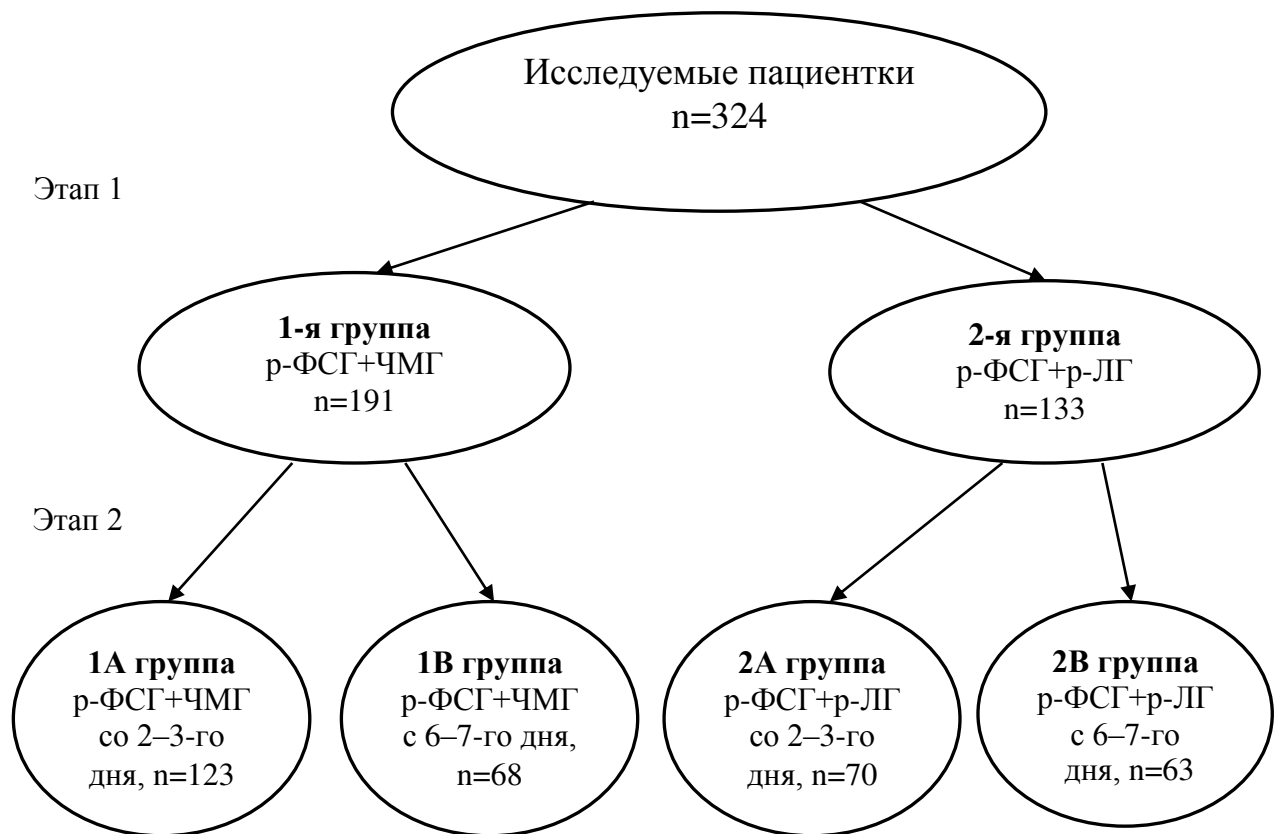 Исследуемые пациентки
n=324
Этап 1
1-я группа
р-ФСГ+ЧМГ
n=191
2-я группа
р-ФСГ+р-ЛГ
n=133
Этап 2
1А группа
р-ФСГ+ЧМГ
со 2–3-го
дня, n=123
1В группа
р-ФСГ+ЧМГ
с 6–7-го дня,
n=68
2А группа
р-ФСГ+р-ЛГ
со 2–3-го
дня, n=70
2В группа
р-ФСГ+р-ЛГ
с 6–7-го
дня, n=63